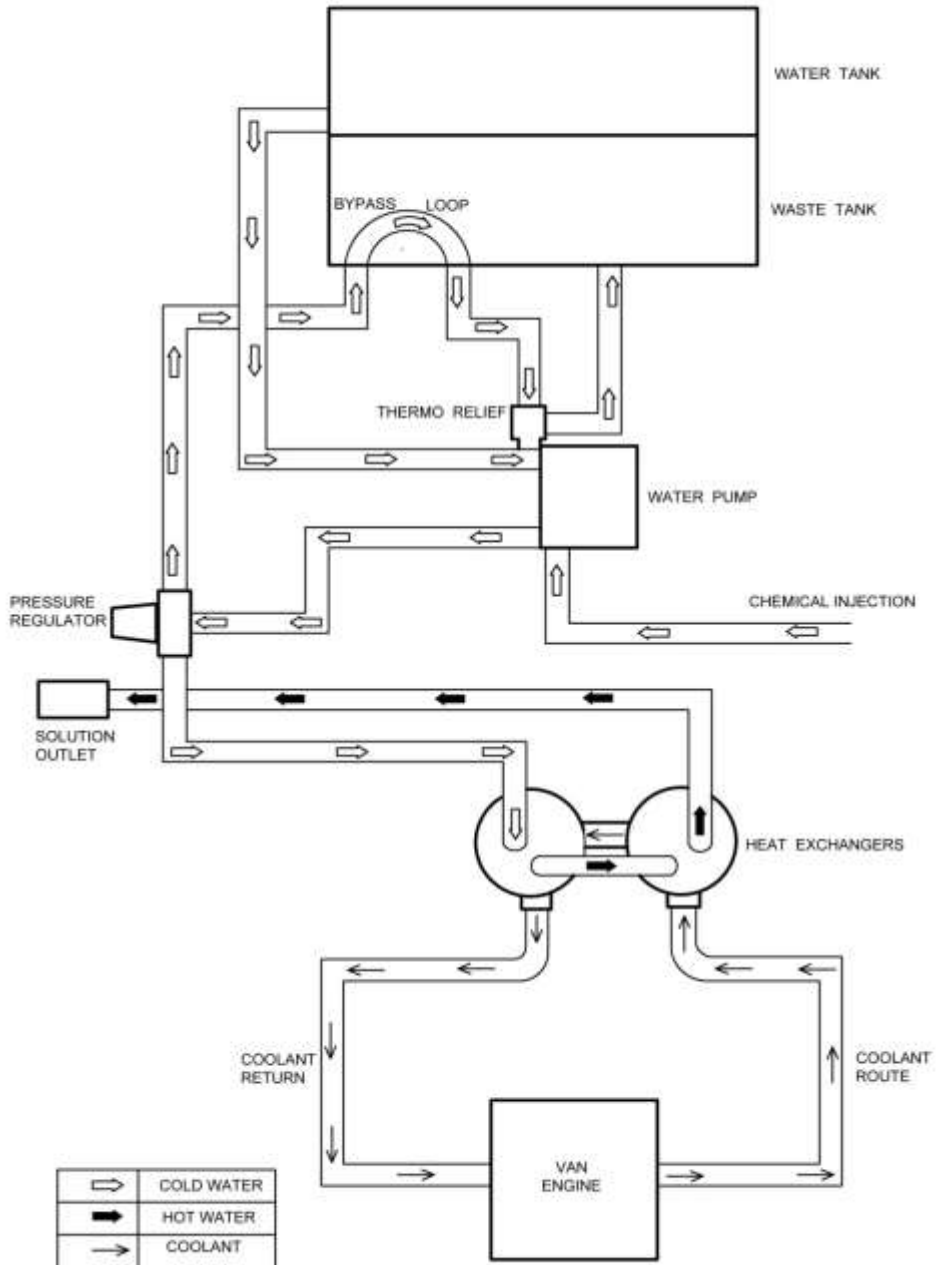 WATER TANK
WASTE TANK
BYPASS LOOP
THERMO RELIEF
WATER PUMP
PRESSURE
REGULATOR
CHEMICAL INJECTION
SOLUTION
OUTLET
HEAT EXCHANGERS
COOLANT
RETURN
COOLANT
ROUTE
VAN
ENGINE
COLD WATER
HOT WATER
COOLANT